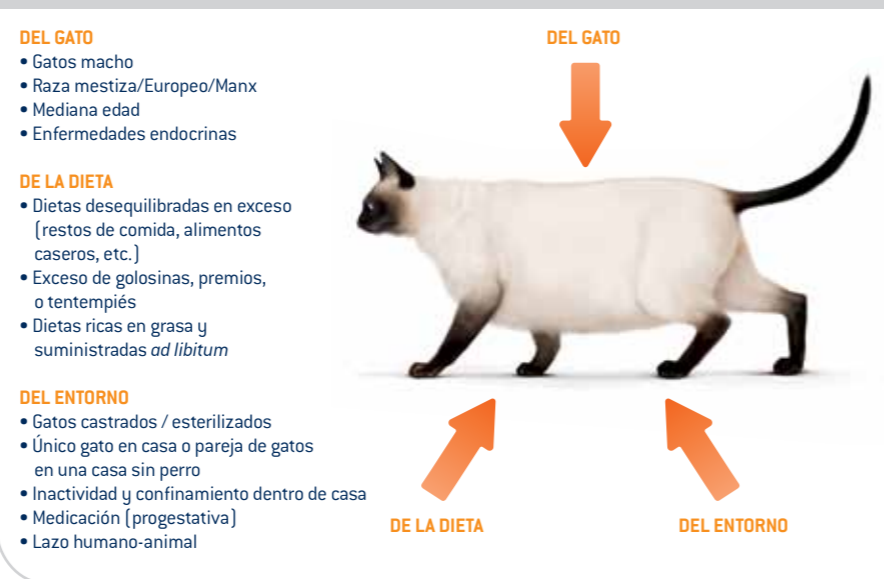 DEL GATO
• Gatos macho
• Raza mestiza/Europeo/Manx
• Mediana edad
• Enfermedades endocrinas
DE LA DIETA
• Dietas desequilibradas en exceso
(restos de comida, alimentos
caseros, etc.)
• Exceso de golosinas, premios,
o tentempiés
• Dietas ricas en grasa y
suministradas ad libitum
DEL ENTORNO
• Gatos castrados / esterilizados
• Único gato en casa o pareja de gatos
en una casa sin perro
• Inactividad y confinamiento dentro de casa
• Medicación (progestativa)
• Lazo humano-animal
DEL GATO
DE LA DIETA
DEL ENTORNO